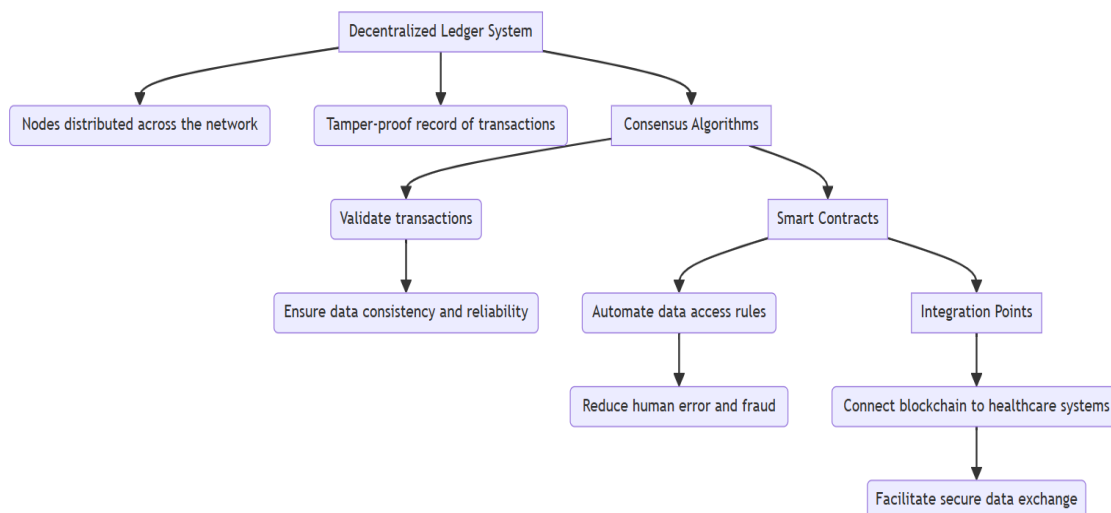 Decentralized Ledger System
Nodes distributed across the network
Tamper-proof record of transactions
Consensus Algorithms
Validate transactions
Smart Contracts
Ensure data consistency and reliability
Automate data access rules
Integration Points
Reduce human error and fraud
Connect blockchain to healthcare systems
Facilitate secure data exchange